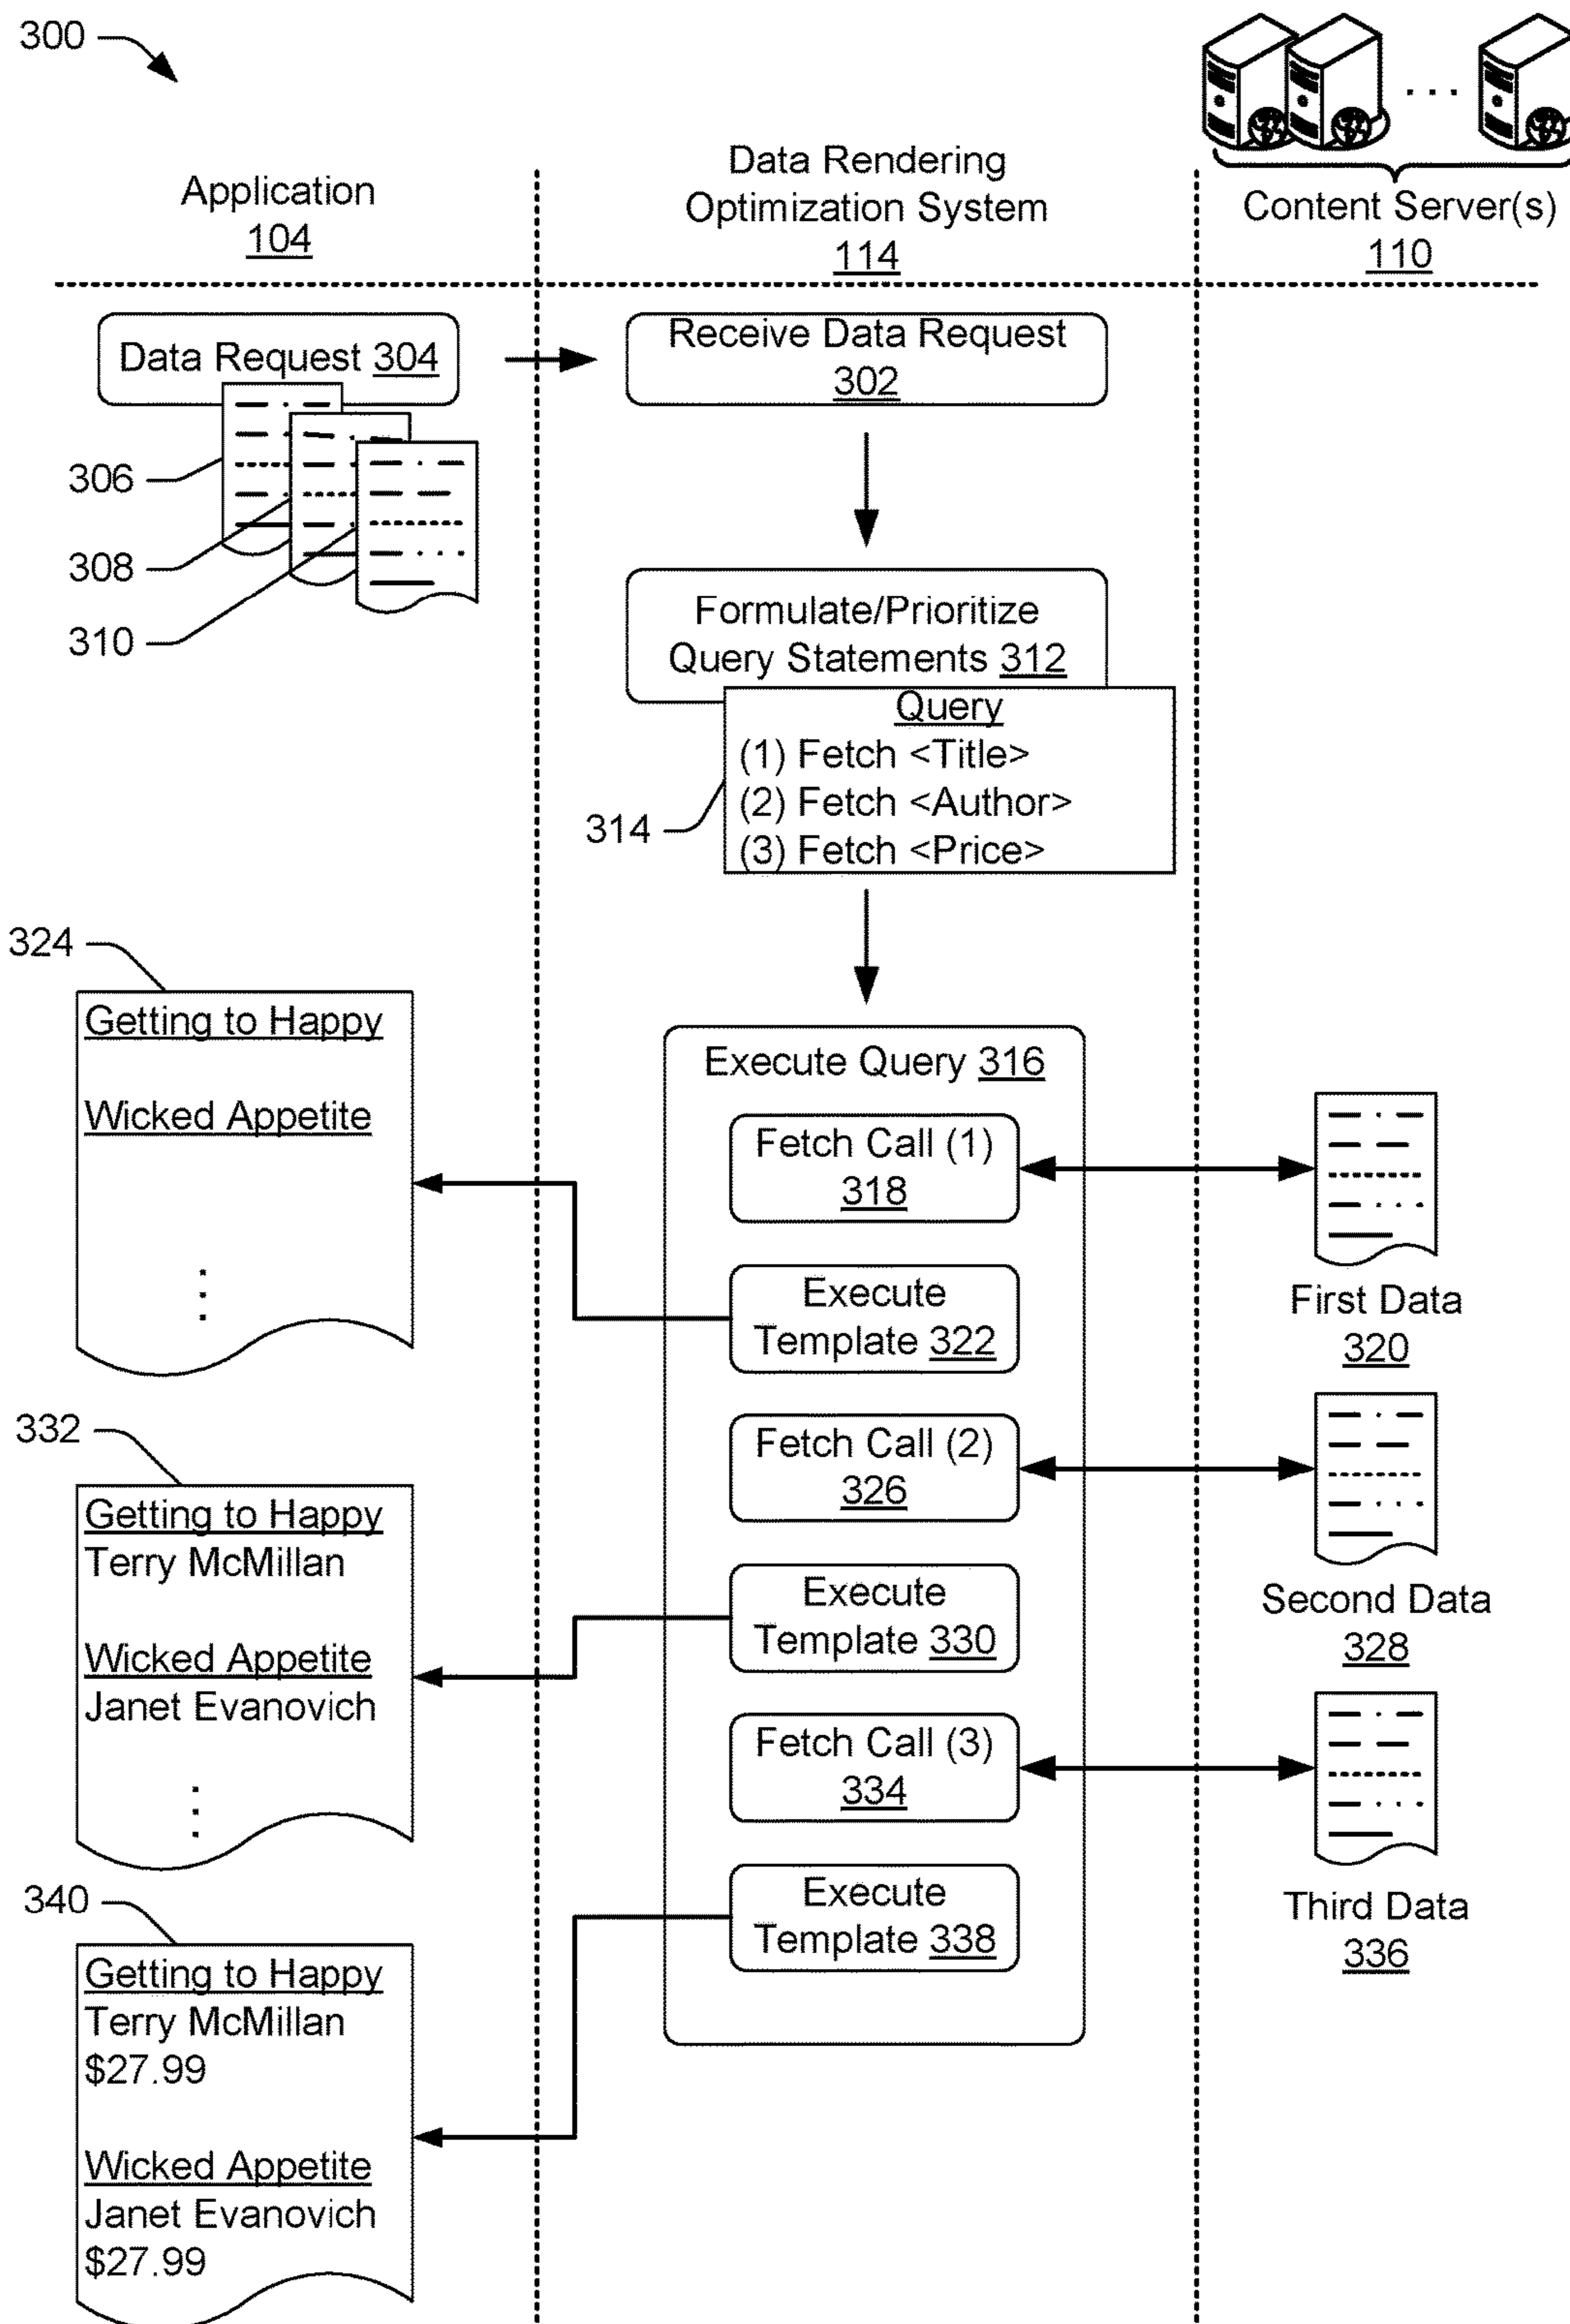 300
Application
104
Data Rendering
Optimization System
114
Content Server(s)
110
Data Request 304
306
308
310
Receive Data Request
302
Formulate/Prioritize
Query Statements 312
Query
(1) Fetch <Title>
(2) Fetch <Author>
(3) Fetch <Price>
314
Execute Query 316
Fetch Call (1)
318
First Data
320
Execute
Template 322
324
Getting to Happy
Wicked Appetite
Fetch Call (2)
326
Second Data
328
Execute
Template 330
332
Getting to Happy
Terry McMillan
Wicked Appetite
Janet Evanovich
Fetch Call (3)
334
Third Data
336
Execute
Template 338
340
Getting to Happy
Terry McMillan
$27.99
Wicked Appetite
Janet Evanovich
$27.99